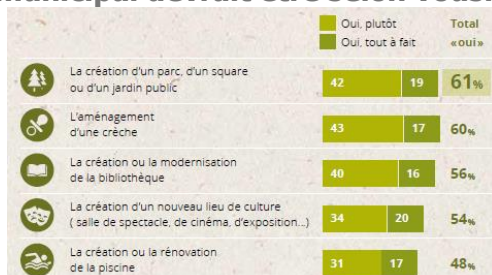 Oui, plutôt Total
Oui, tout à fait «oui»
La création d'un parc, d'un square
ou d'un jardin public
42 19 61%
L'aménagement
d'une crèche
43 17 60%
La création ou la modernisation
de la bibliothèque
40 16 56%
La création d'un nouveau lieu de culture
( salle de spectacle, de cinéma, d'exposition...)
34 20 54%
La création ou la rénovation
de la piscine
31 17 48%